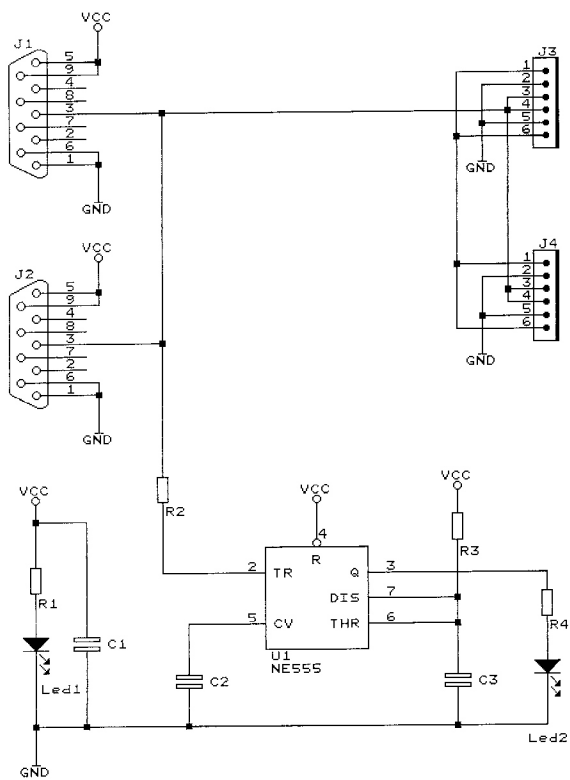 VCC
J1
5
9
4
8
3
7
2
6
1
GND
J3
1
2
3
4
5
6
GND
VCC
J2
5
9
4
8
3
7
2
6
1
GND
J4
1
2
3
4
5
6
GND
VCC
R1
Led1
C1
GND
R2
VCC
4
R
2 TR
Q 3
DIS 7
5 CV
THR 6
U1
NE555
C2
VCC
R3
C3
R4
Led2